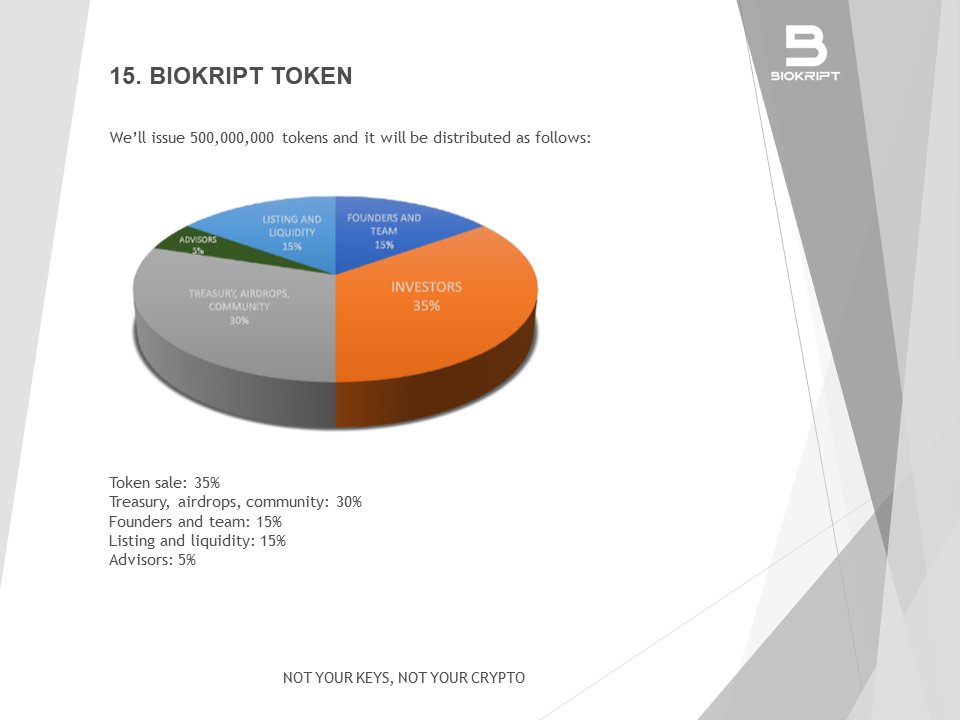 BIOKRIPT
15. BIOKRIPT TOKEN
We’ll issue 500,000,000 tokens and it will be distributed as follows:
LISTING AND
LIQUIDITY
15%
FOUNDERS AND
TEAM
15%
ADVISORS
5%
INVESTORS
35%
TREASURY, AIRDROPS,
COMMUNITY
30%
Token sale: 35%
Treasury, airdrops, community: 30%
Founders and team: 15%
Listing and liquidity: 15%
Advisors: 5%
NOT YOUR KEYS, NOT YOUR CRYPTO